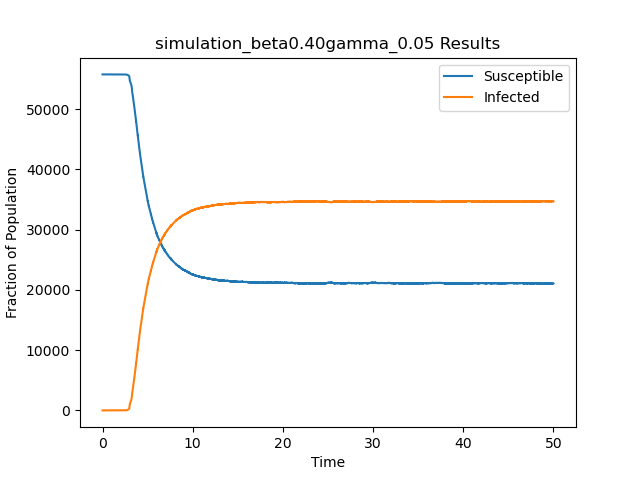 simulation_beta0.40gamma_0.05 Results
Susceptible
Infected
Fraction of Population
50000
40000
30000
20000
10000
0
0 10 20 30 40 50
Time